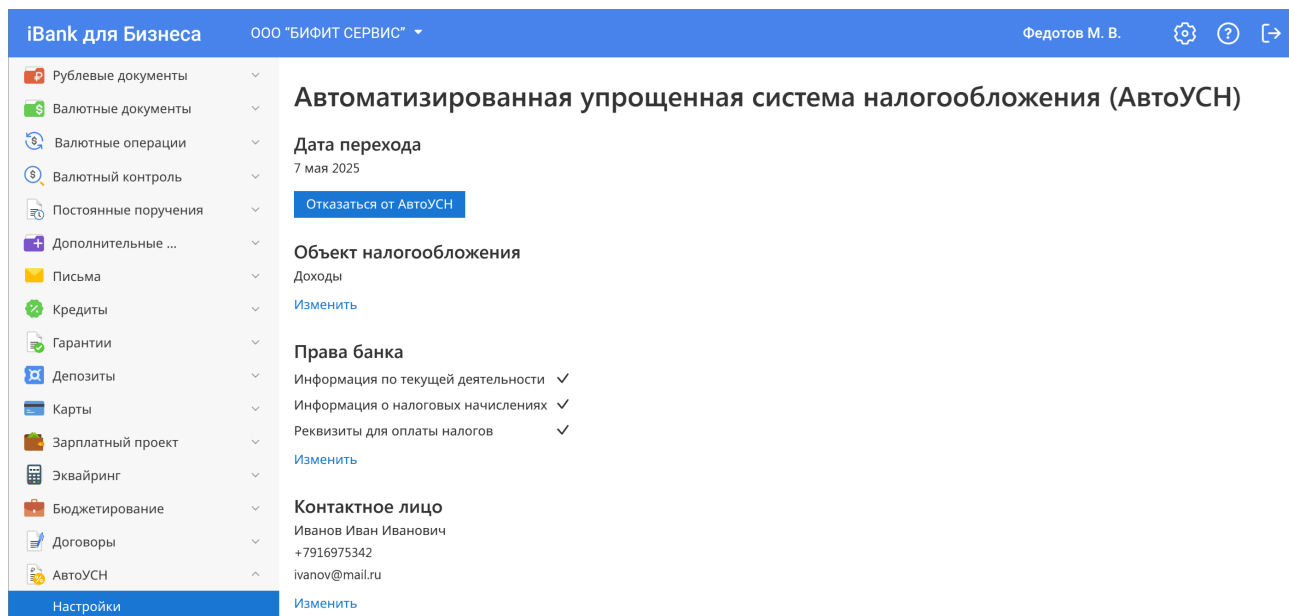 iBank для Бизнеса
ООО "БИФИТ СЕРВИС"
Федотов М. В.
Рублевые документы
Валютные документы
Валютные операции
Валютный контроль
Постоянные поручения
Дополнительные ...
Письма
Кредиты
Гарантии
Депозиты
Карты
Зарплатный проект
Эквайринг
Бюджетирование
Договоры
АвтоУСН
Настройки
Автоматизированная упрощенная система налогообложения (АвтоУСН)
Дата перехода
7 мая 2025
Отказаться от АвтоУСН
Объект налогообложения
Доходы
Изменить
Права банка
Информация по текущей деятельности
Информация о налоговых начислениях
Реквизиты для оплаты налогов
Изменить
Контактное лицо
Иванов Иван Иванович
+7916975342
ivanov@mail.ru
Изменить